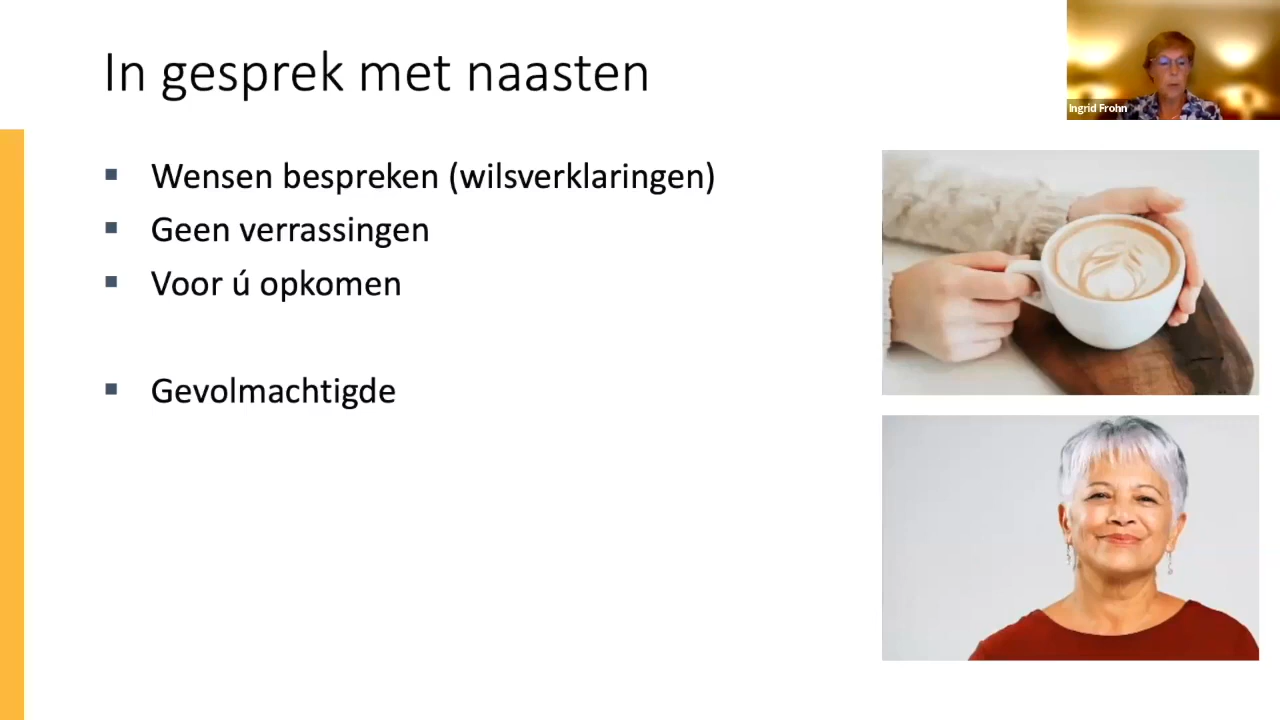 In gesprek met naasten
Ingrid Frohn
Wensen bespreken (wilsverklaringen)
Geen verrassingen
Voor ú opkomen
Gevolmachtigde